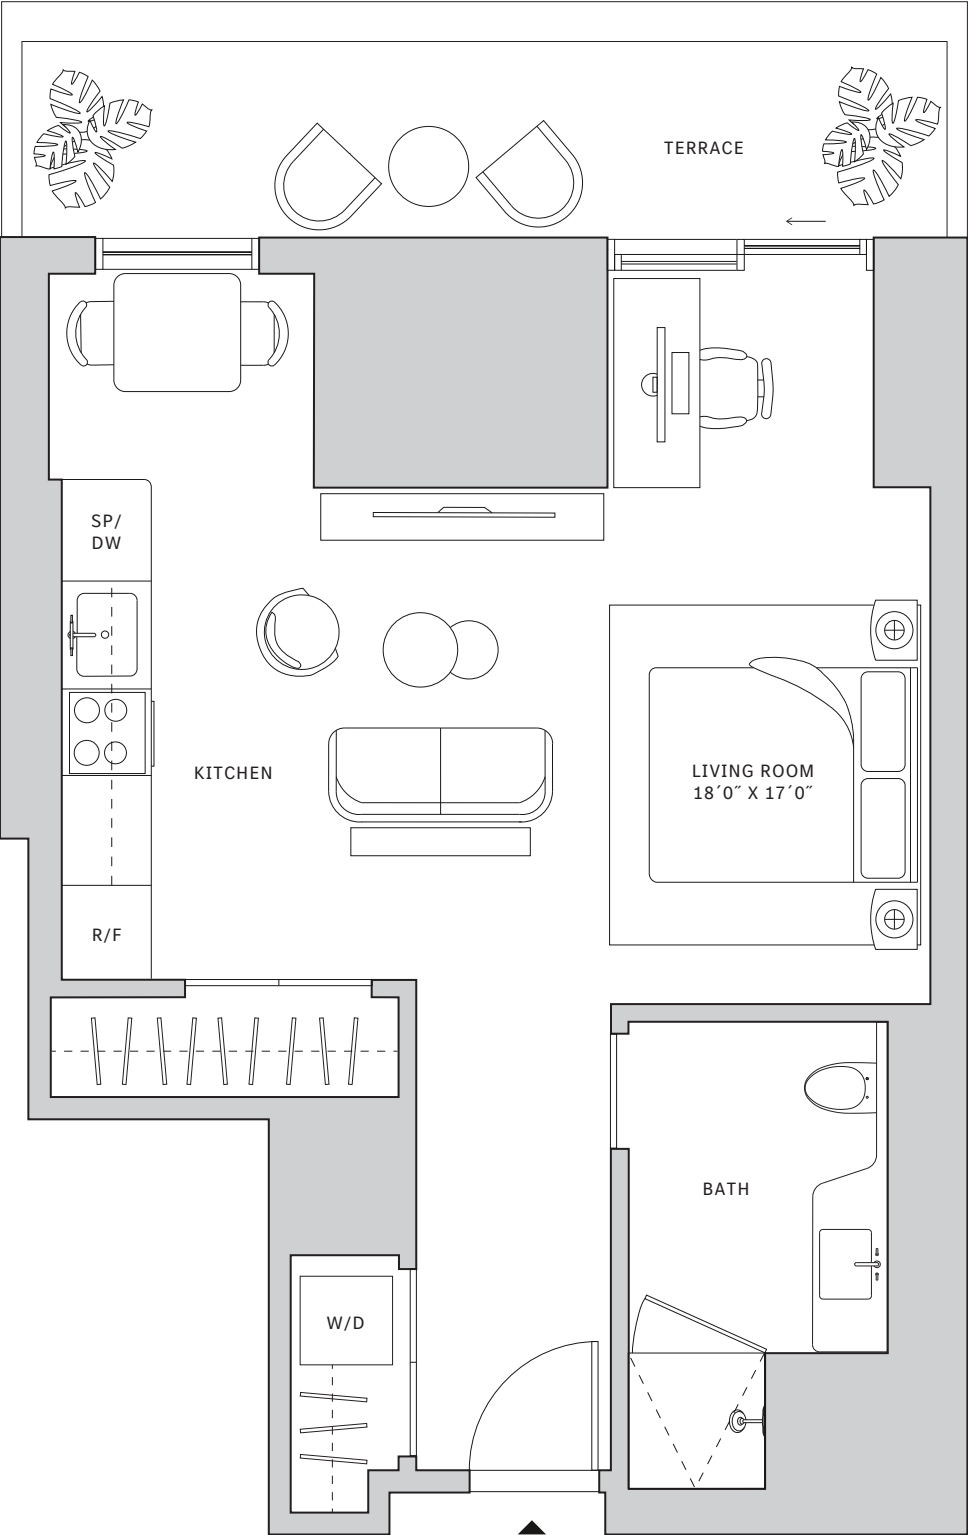 TERRACE
SP/
DW
KITCHEN
LIVING ROOM
18´0˝ X 17´0˝
R/F
BATH
W/D